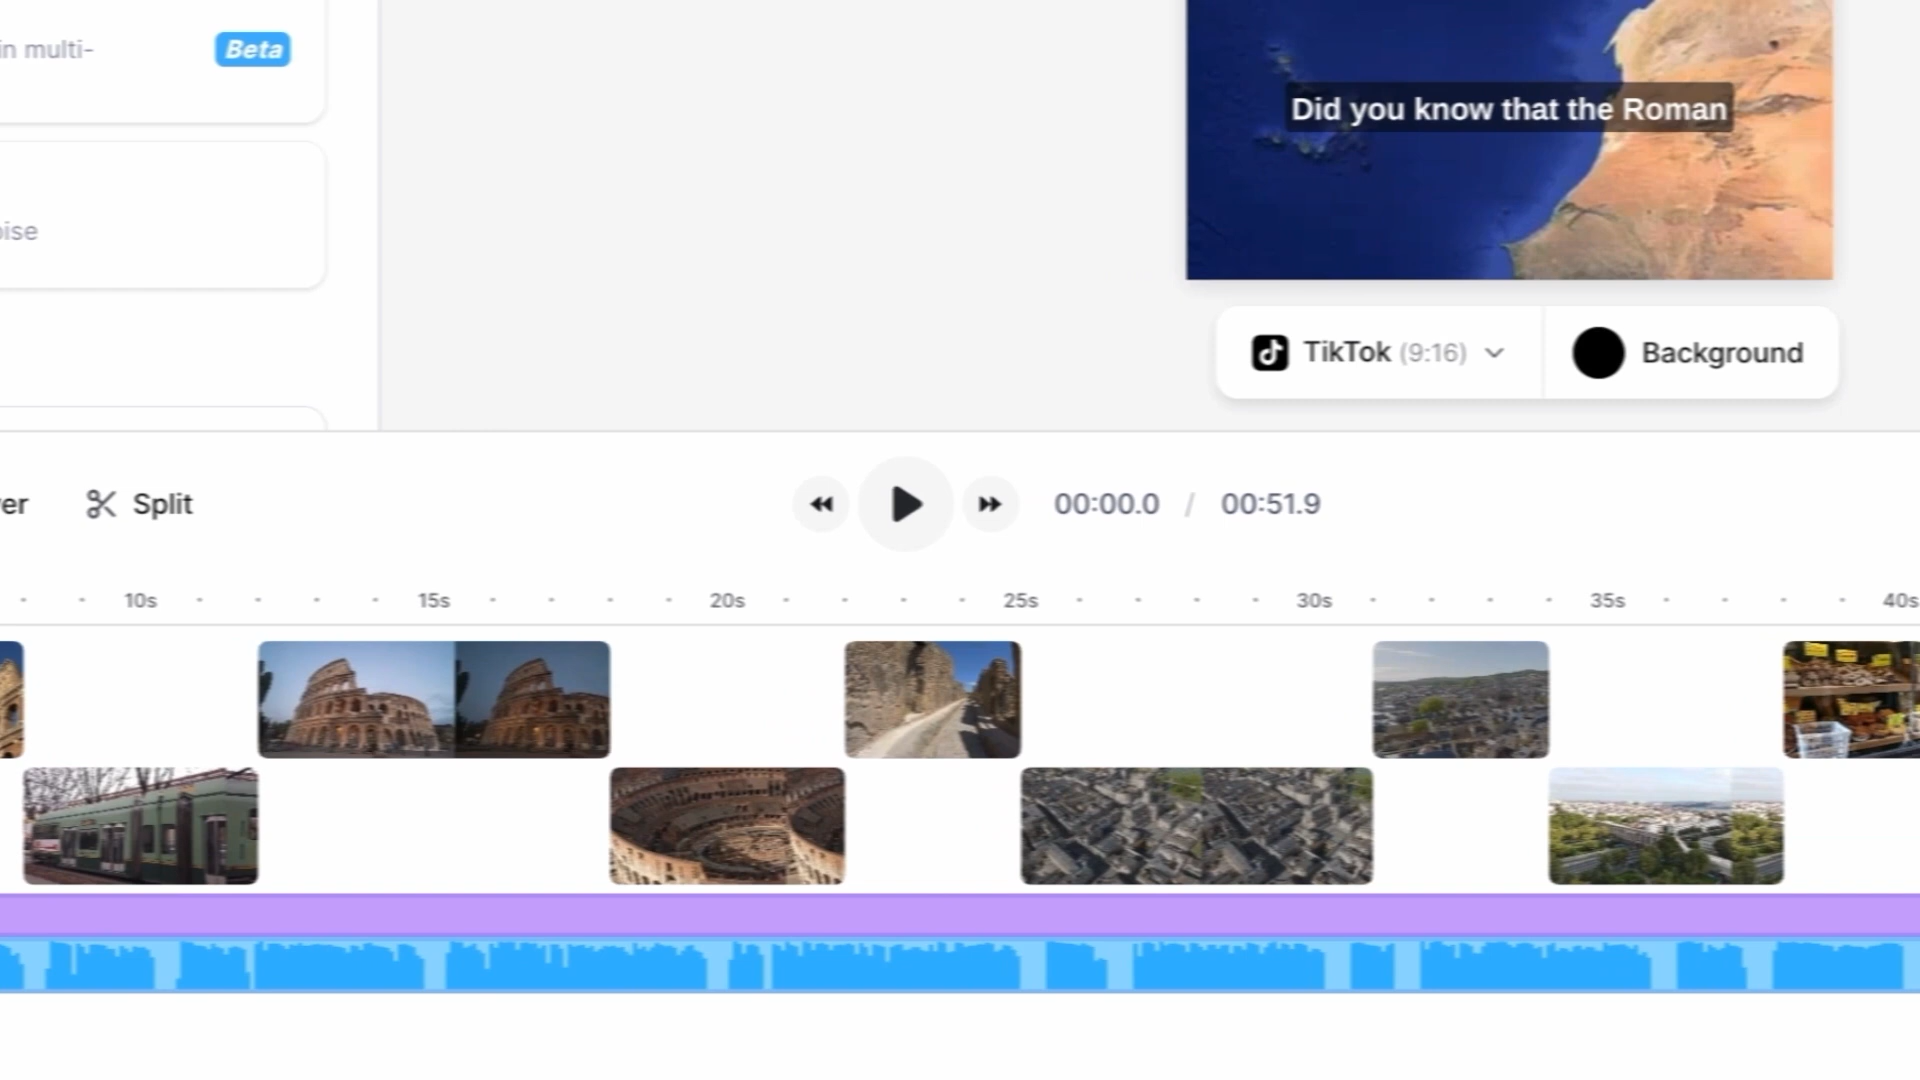 in multi-
Beta
Did you know that the Roman
oise
TikTok (9:16)
Background
er
Split
00:00.0 / 00:51.9
10s 15s 20s 25s 30s 35s 40s